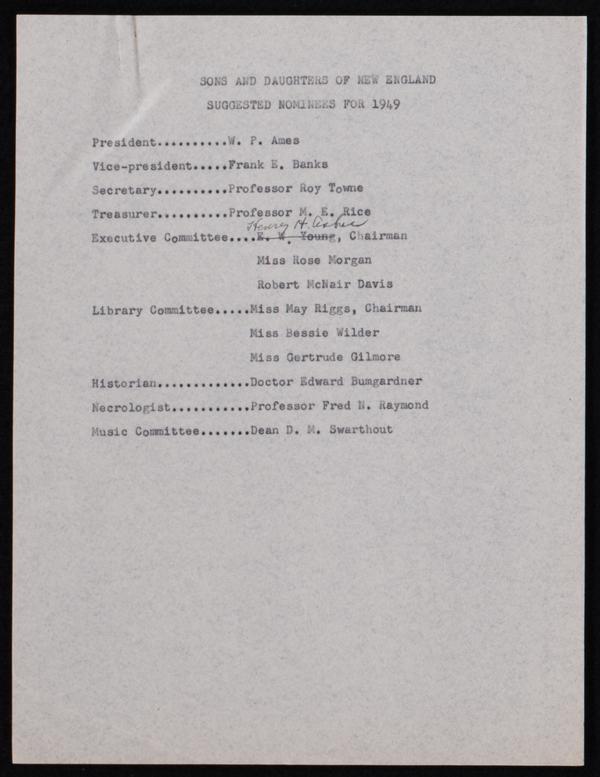 SONS AND DAUGHTERS OF NEW ENGLAND
SUGGESTED NOMINEES FOR 1949
President..........W. P. Ames
Vice-president.....Frank E. Banks
Secretary..........Professor Roy Towne
Treasurer..........Professor M. E. Rice
Henry H. Asher
Executive Committee....E. W. Young, Chairman
Miss Rose Morgan
Robert McNair Davis
Library Committee.....Miss May Riggs, Chairman
Miss Bessie Wilder
Miss Gertrude Gilmore
Historian.............Doctor Edward Bumgardner
Necrologist...........Professor Fred N. Raymond
Music Committee.......Dean D. M. Swarthout